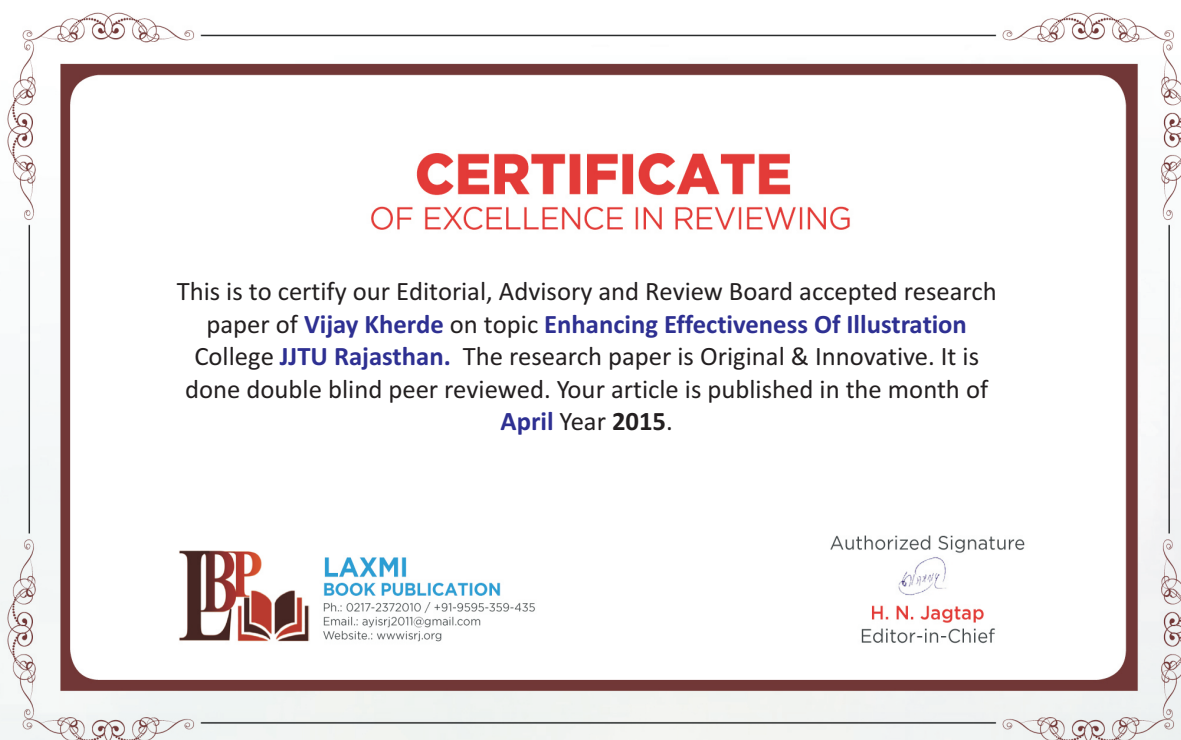 CERTIFICATE
OF EXCELLENCE IN REVIEWING
This is to certify our Editorial, Advisory and Review Board accepted research
paper of Vijay Kherde on topic Enhancing Effectiveness Of Illustration
College JJTU Rajasthan. The research paper is Original & Innovative. It is
done double blind peer reviewed. Your article is published in the month of
April Year 2015.
LBP
LAXMI
BOOK PUBLICATION
Ph.: 0217-2372010 / +91-9595-359-435
Email.: ayisrj2011@gmail.com
Website.: wwwisrj.org
Authorized Signature
H. N. Jagtap
Editor-in-Chief